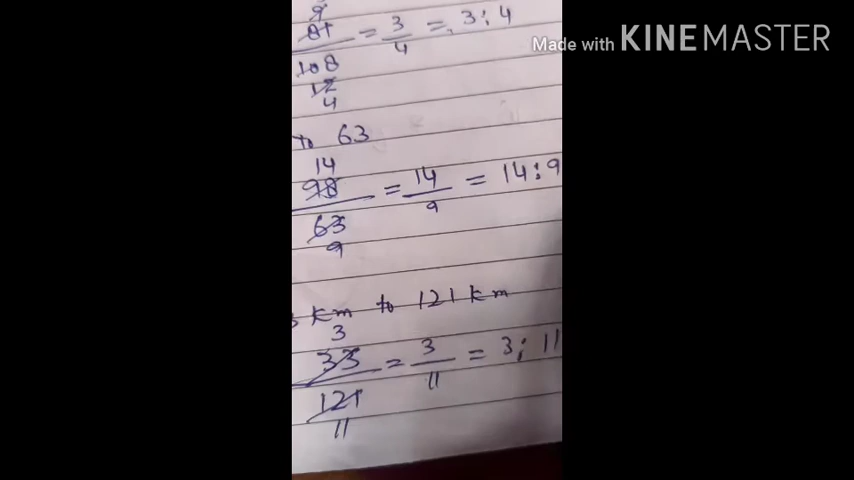 9
81 = 3 = 3:4
108 4
12
4
to 63
14
98 = 14 = 14:9
63 9
9
km to 121 km
3
33 = 3 = 3:11
121 11
11
Made with KINEMASTER